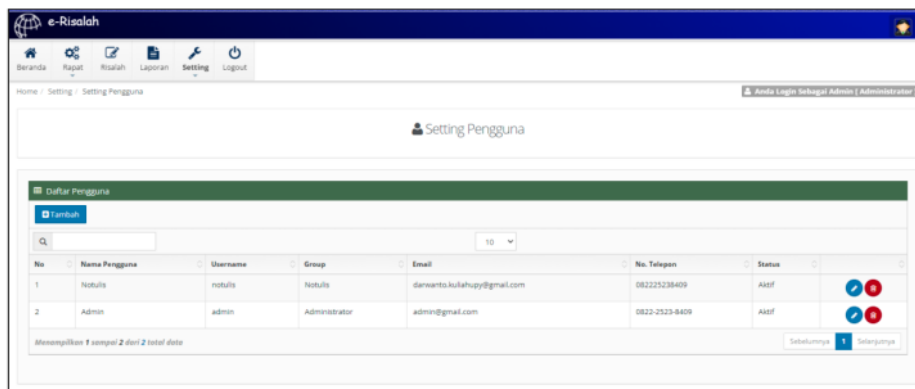 e-Risalah
Beranda Rapat Risalah Laporan Setting Logout
Home / Setting / Setting Pengguna
Anda Login Sebagai Admin [ Administrator
Setting Pengguna
Daftar Pengguna
Tambah
10
No Nama Pengguna Username Group Email No. Telepon Status
1 Notulis notulis Notulis darwanto.kuliahupy@gmail.com 082225238409 Aktif
2 Admin admin Administrator admin@gmail.com 0822-2523-8409 Aktif
Menampilkan 1 sampai 2 dari 2 total data
Sebelumnya 1 Selanjutnya